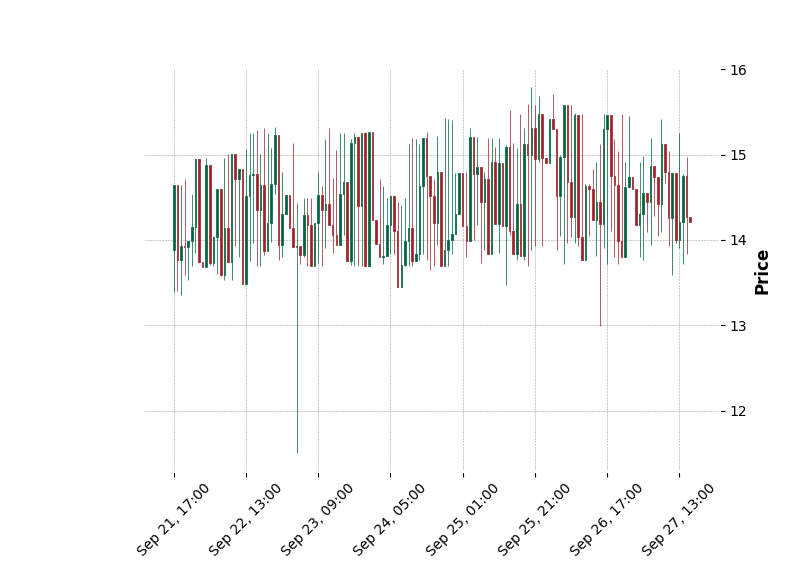 16
15
14
13
12
Price
Sep 21, 17:00
Sep 22, 13:00
Sep 23, 09:00
Sep 24, 05:00
Sep 25, 01:00
Sep 25, 21:00
Sep 26, 17:00
Sep 27, 13:00